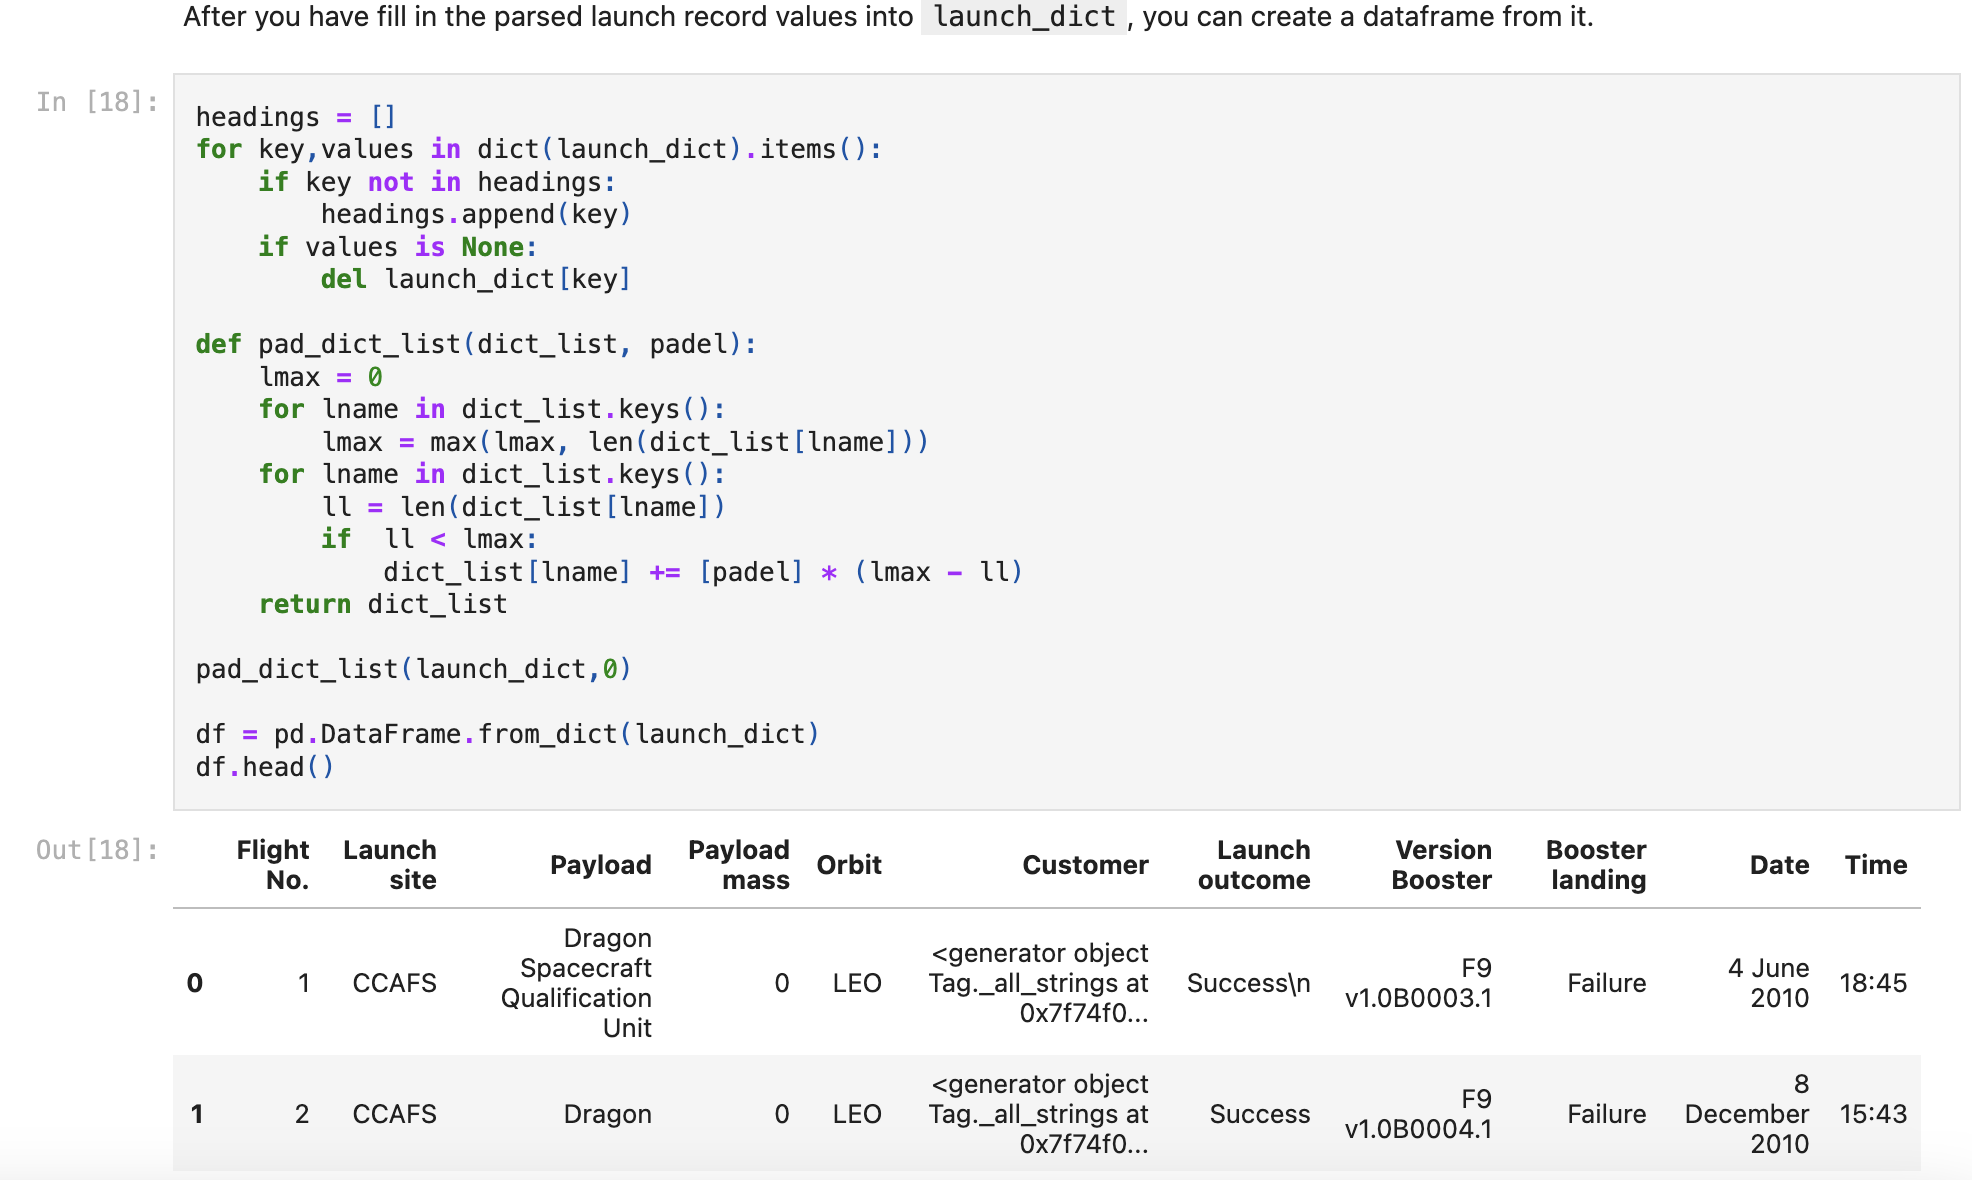 After you have fill in the parsed launch record values into launch_dict , you can create a dataframe from it.
In [18]:
headings = []
for key,values in dict(launch_dict).items():
    if key not in headings:
        headings.append(key)
    if values is None:
        del launch_dict[key]

def pad_dict_list(dict_list, padel):
    lmax = 0
    for lname in dict_list.keys():
        lmax = max(lmax, len(dict_list[lname]))
    for lname in dict_list.keys():
        ll = len(dict_list[lname])
        if  ll < lmax:
            dict_list[lname] += [padel] * (lmax - ll)
    return dict_list

pad_dict_list(launch_dict,0)

df = pd.DataFrame.from_dict(launch_dict)
df.head()
Out[18]:
Flight No. Launch site Payload Payload mass Orbit Customer Launch outcome Version Booster Booster landing Date Time
0 1 CCAFS Dragon Spacecraft Qualification Unit 0 LEO <generator object Tag._all_strings at 0x7f74f0... Success\n F9 v1.0B0003.1 Failure 4 June 2010 18:45
1 2 CCAFS Dragon 0 LEO <generator object Tag._all_strings at 0x7f74f0... Success F9 v1.0B0004.1 Failure 8 December 2010 15:43